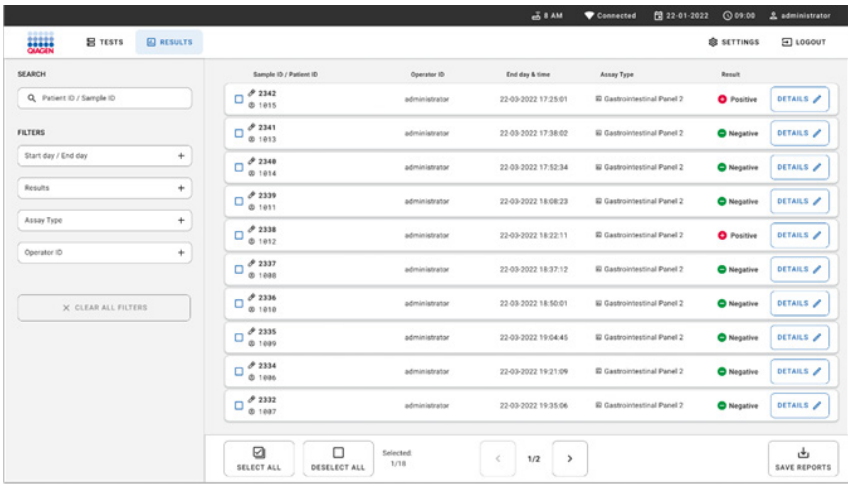 8 AM Connected 22-01-2022 09:00 administrator
QIAGEN TESTS RESULTS SETTINGS LOGOUT
SEARCH
Patient ID / Sample ID
FILTERS
Start day / End day +
Results +
Assay Type +
Operator ID +
CLEAR ALL FILTERS
Sample ID / Patient ID Operator ID End day & time Assay Type Result
2342
1015 administrator 22-03-2022 17:25:01 Gastrointestinal Panel 2 Positive DETAILS
2341
1013 administrator 22-03-2022 17:38:02 Gastrointestinal Panel 2 Negative DETAILS
2340
1014 administrator 22-03-2022 17:52:34 Gastrointestinal Panel 2 Negative DETAILS
2339
1011 administrator 22-03-2022 18:08:23 Gastrointestinal Panel 2 Negative DETAILS
2338
1012 administrator 22-03-2022 18:22:11 Gastrointestinal Panel 2 Positive DETAILS
2337
1008 administrator 22-03-2022 18:37:12 Gastrointestinal Panel 2 Negative DETAILS
2336
1010 administrator 22-03-2022 18:50:01 Gastrointestinal Panel 2 Negative DETAILS
2335
1009 administrator 22-03-2022 19:04:45 Gastrointestinal Panel 2 Negative DETAILS
2334
1006 administrator 22-03-2022 19:21:09 Gastrointestinal Panel 2 Negative DETAILS
2332
1007 administrator 22-03-2022 19:35:06 Gastrointestinal Panel 2 Negative DETAILS
SELECT ALL DESELECT ALL Selected:
1/18 < 1/2 > SAVE REPORTS